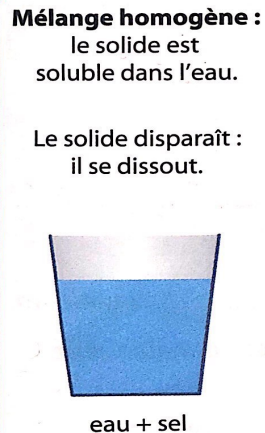 Mélange homogène :
le solide est
soluble dans l'eau.
Le solide disparaît :
il se dissout.
eau + sel